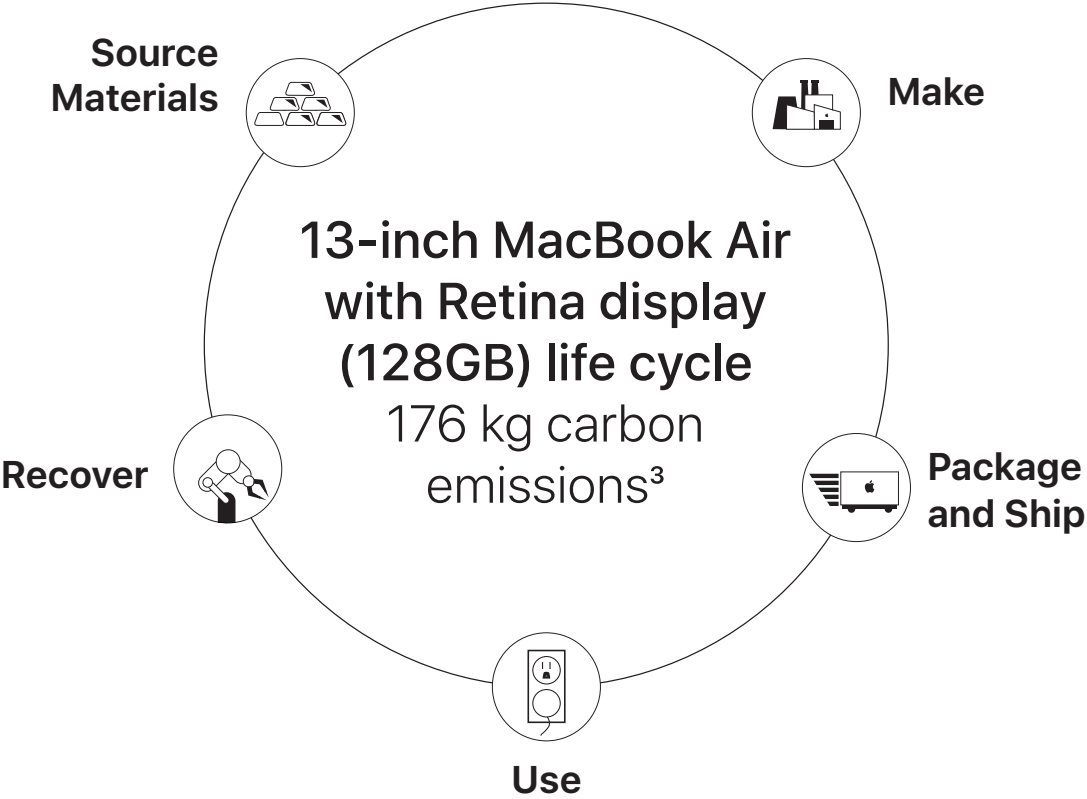 Source
Materials
Make
13-inch MacBook Air
with Retina display
(128GB) life cycle
176 kg carbon
emissions³
Recover
Package
and Ship
Use